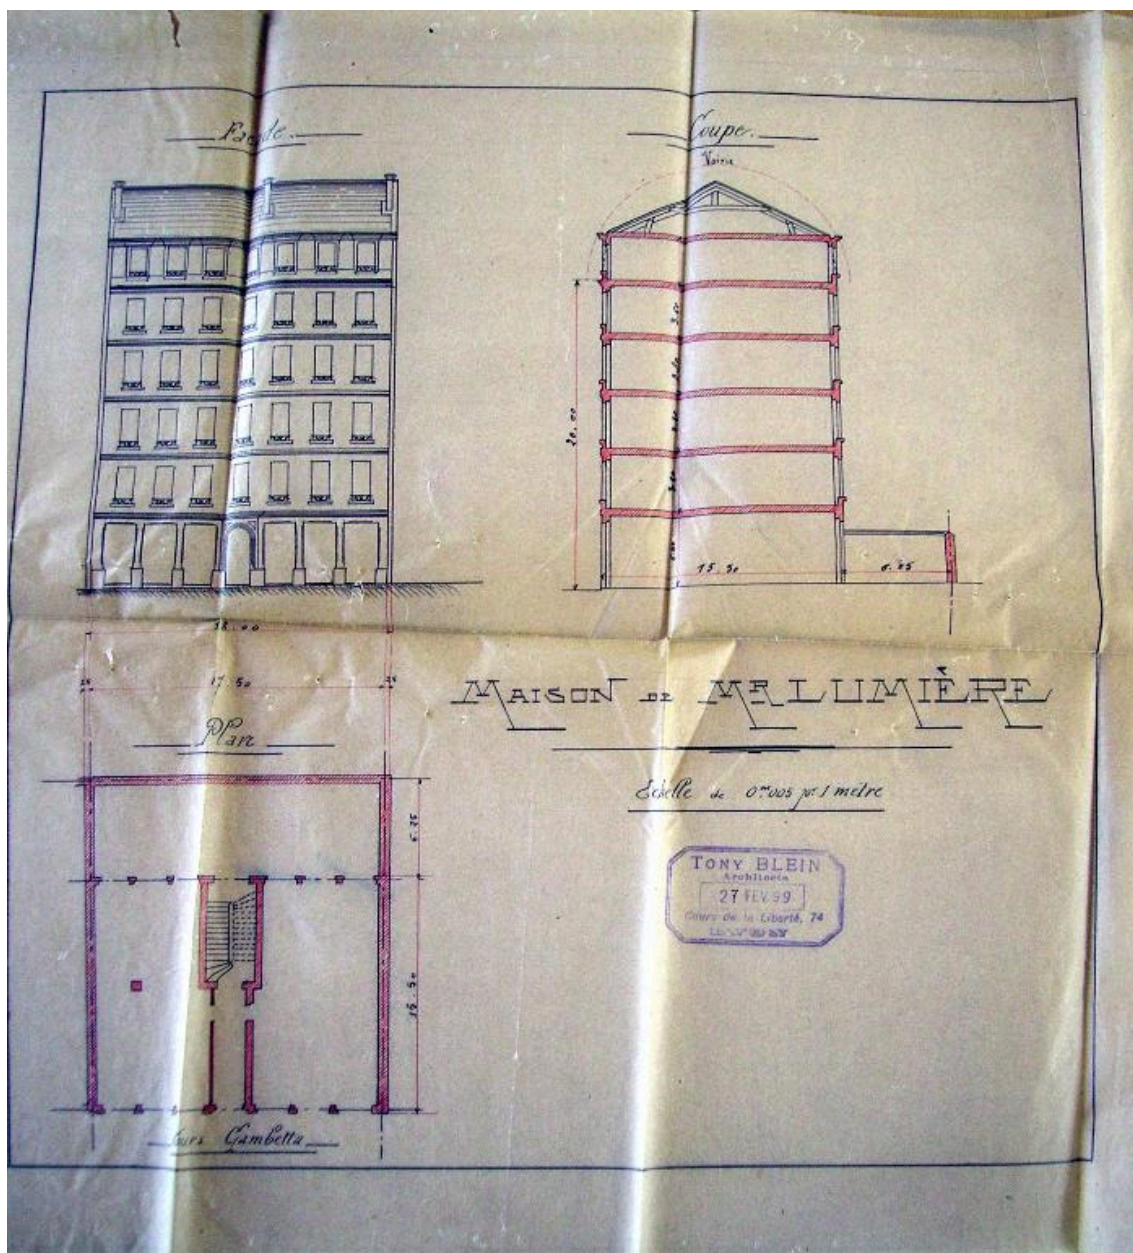 Façade.
Coupe.
Voirie
20.00
15.50
6.25
18.00
17.50
MAISON DE MR LUMIÈRE
Plan
Echelle de 0m005 pr 1 mètre
6.25
TONY BLEIN
Architecte
27 FEV. 99
Cours de la Liberté, 74
15.50
Cours Gambetta